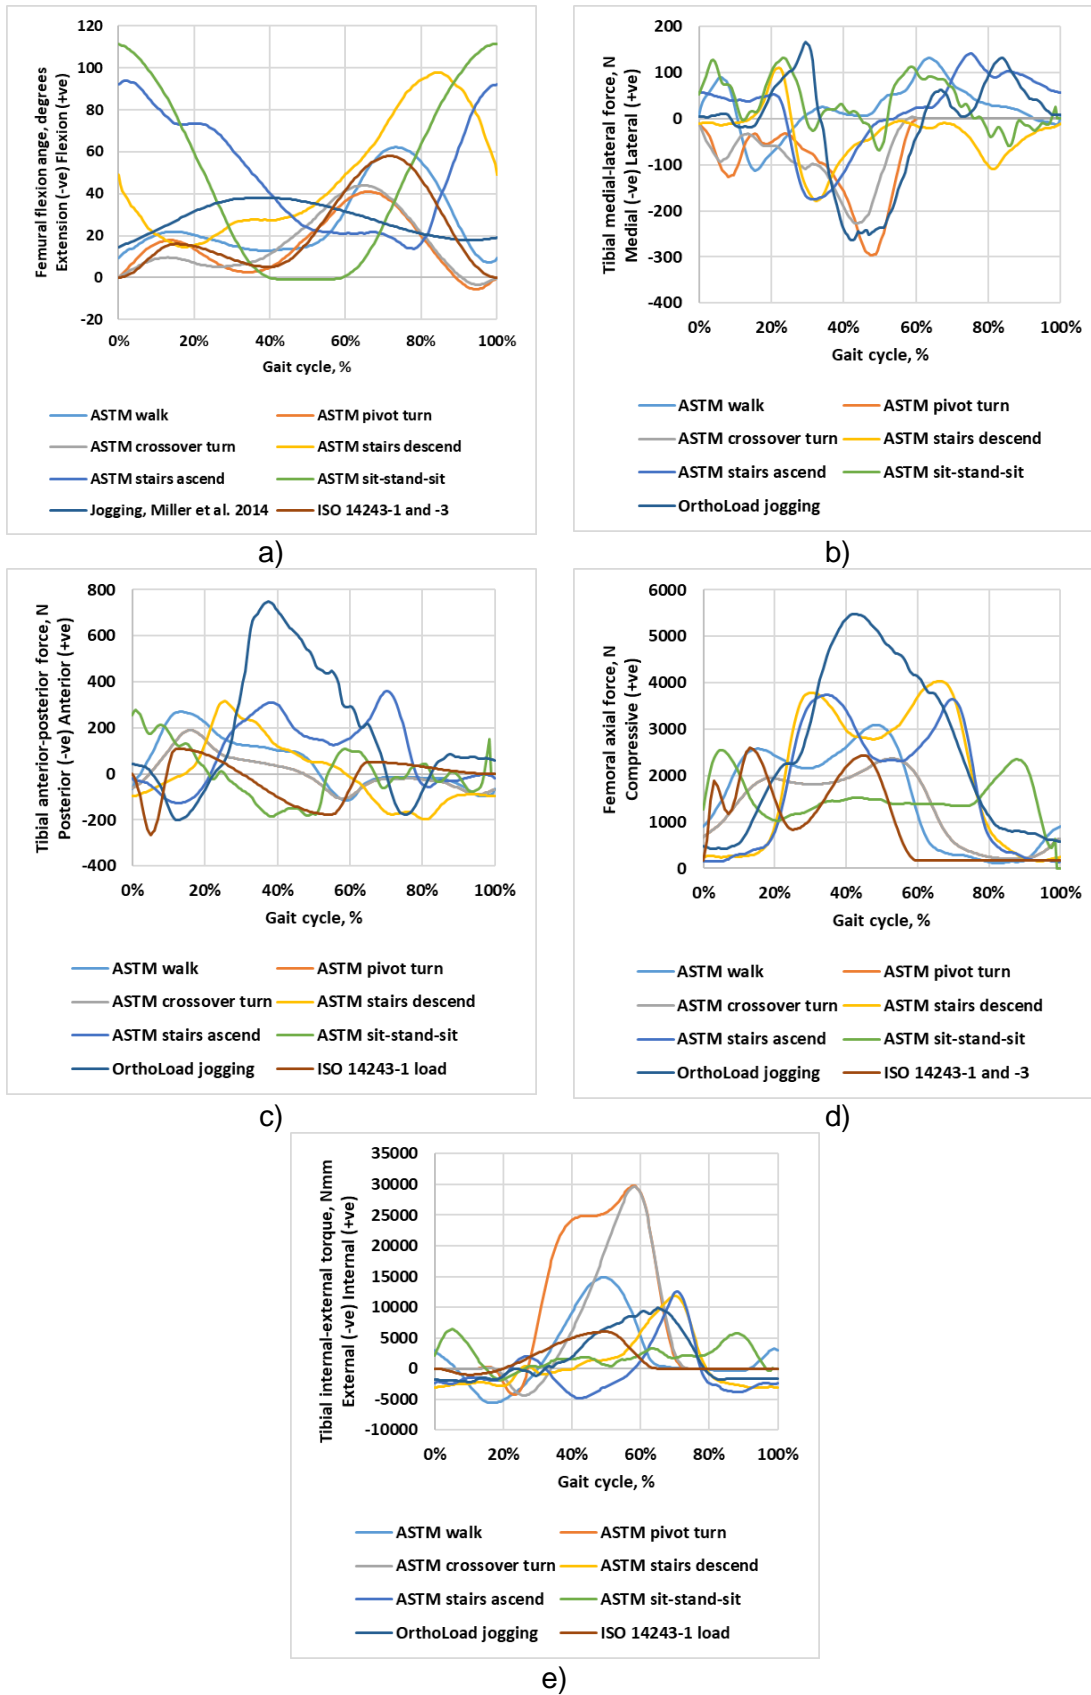 Femural flexion ange, degrees
Extension (-ve) Flexion (+ve)
120
100
80
60
40
20
0
-20
0% 20% 40% 60% 80% 100%
Gait cycle, %
ASTM walk ASTM pivot turn
ASTM crossover turn ASTM stairs descend
ASTM stairs ascend ASTM sit-stand-sit
Jogging, Miller et al. 2014 ISO 14243-1 and -3
a)
Tibial medial-lateral force, N
Medial (-ve) Lateral (+ve)
200
100
0
-100
-200
-300
-400
0% 20% 40% 60% 80% 100%
Gait cycle, %
ASTM walk ASTM pivot turn
ASTM crossover turn ASTM stairs descend
ASTM stairs ascend ASTM sit-stand-sit
OrthoLoad jogging
b)
Tibial anterior-posterior force, N
Posterior (-ve) Anterior (+ve)
800
600
400
200
0
-200
-400
0% 20% 40% 60% 80% 100%
Gait cycle, %
ASTM walk ASTM pivot turn
ASTM crossover turn ASTM stairs descend
ASTM stairs ascend ASTM sit-stand-sit
OrthoLoad jogging ISO 14243-1 load
c)
Femoral axial force, N
Compressive (+ve)
6000
5000
4000
3000
2000
1000
0
0% 20% 40% 60% 80% 100%
Gait cycle, %
ASTM walk ASTM pivot turn
ASTM crossover turn ASTM stairs descend
ASTM stairs ascend ASTM sit-stand-sit
OrthoLoad jogging ISO 14243-1 and -3
d)
Tibial internal-external torque, Nmm
External (-ve) Internal (+ve)
35000
30000
25000
20000
15000
10000
5000
0
-5000
-10000
0% 20% 40% 60% 80% 100%
Gait cycle, %
ASTM walk ASTM pivot turn
ASTM crossover turn ASTM stairs descend
ASTM stairs ascend ASTM sit-stand-sit
OrthoLoad jogging ISO 14243-1 load
e)